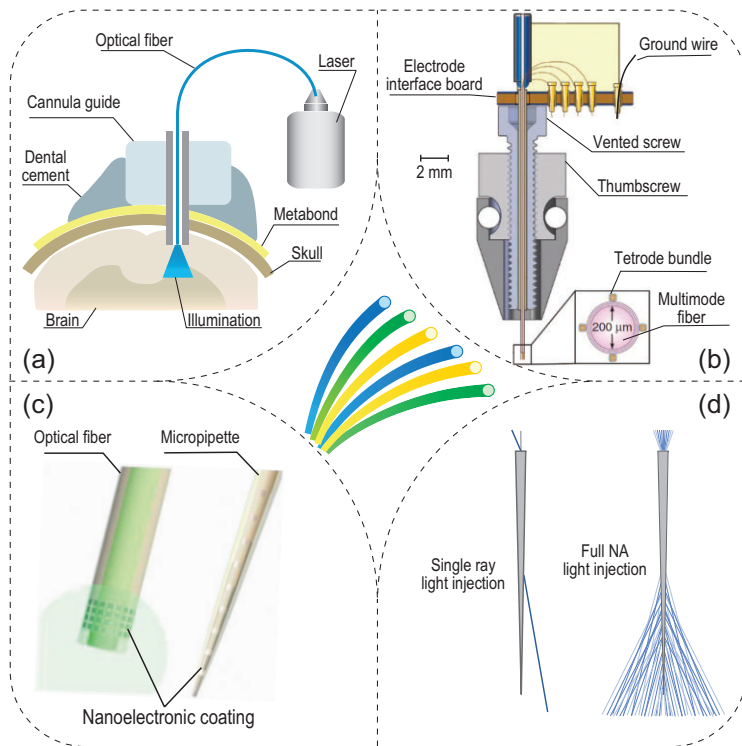 (a)
Optical fiber
Laser
Cannula guide
Dental
cement
Metabond
Skull
Brain
Illumination
(b)
Ground wire
Electrode
interface board
Vented screw
2 mm
Thumbscrew
Tetrode bundle
Multimode
fiber
200 μm
(c)
Optical fiber
Micropipette
Nanoelectronic coating
(d)
Single ray
light injection
Full NA
light injection